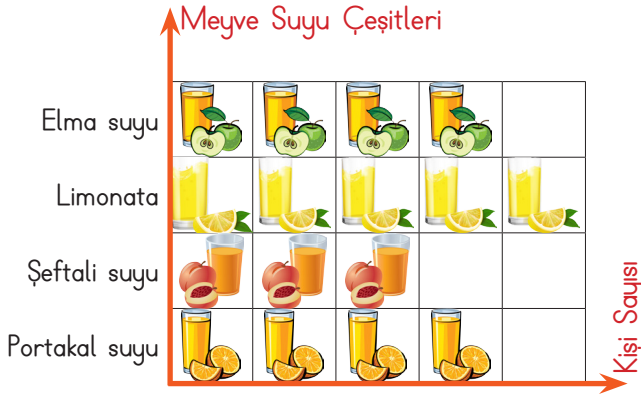 Meyve Suyu Çeşitleri
Elma suyu
Limonata
Şeftali suyu
Portakal suyu
Kişi Sayısı